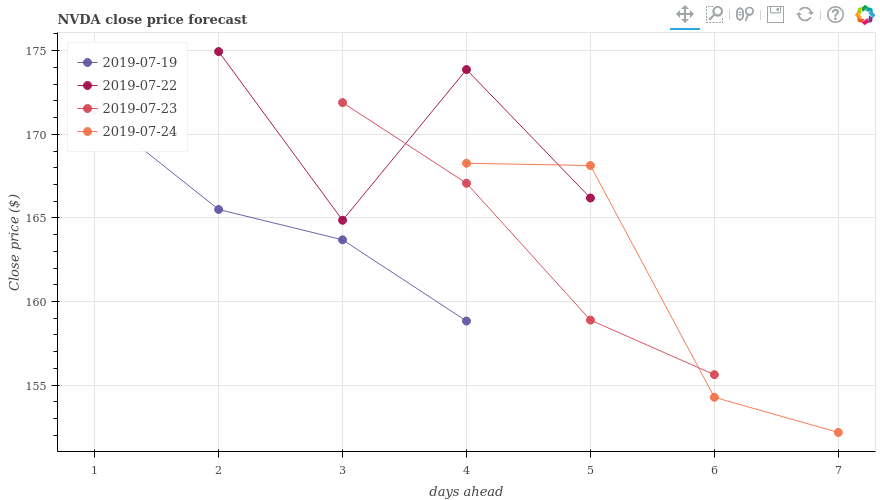 NVDA close price forecast
2019-07-19
2019-07-22
2019-07-23
2019-07-24
Close price ($)
175
170
165
160
155
1 2 3 4 5 6 7
days ahead